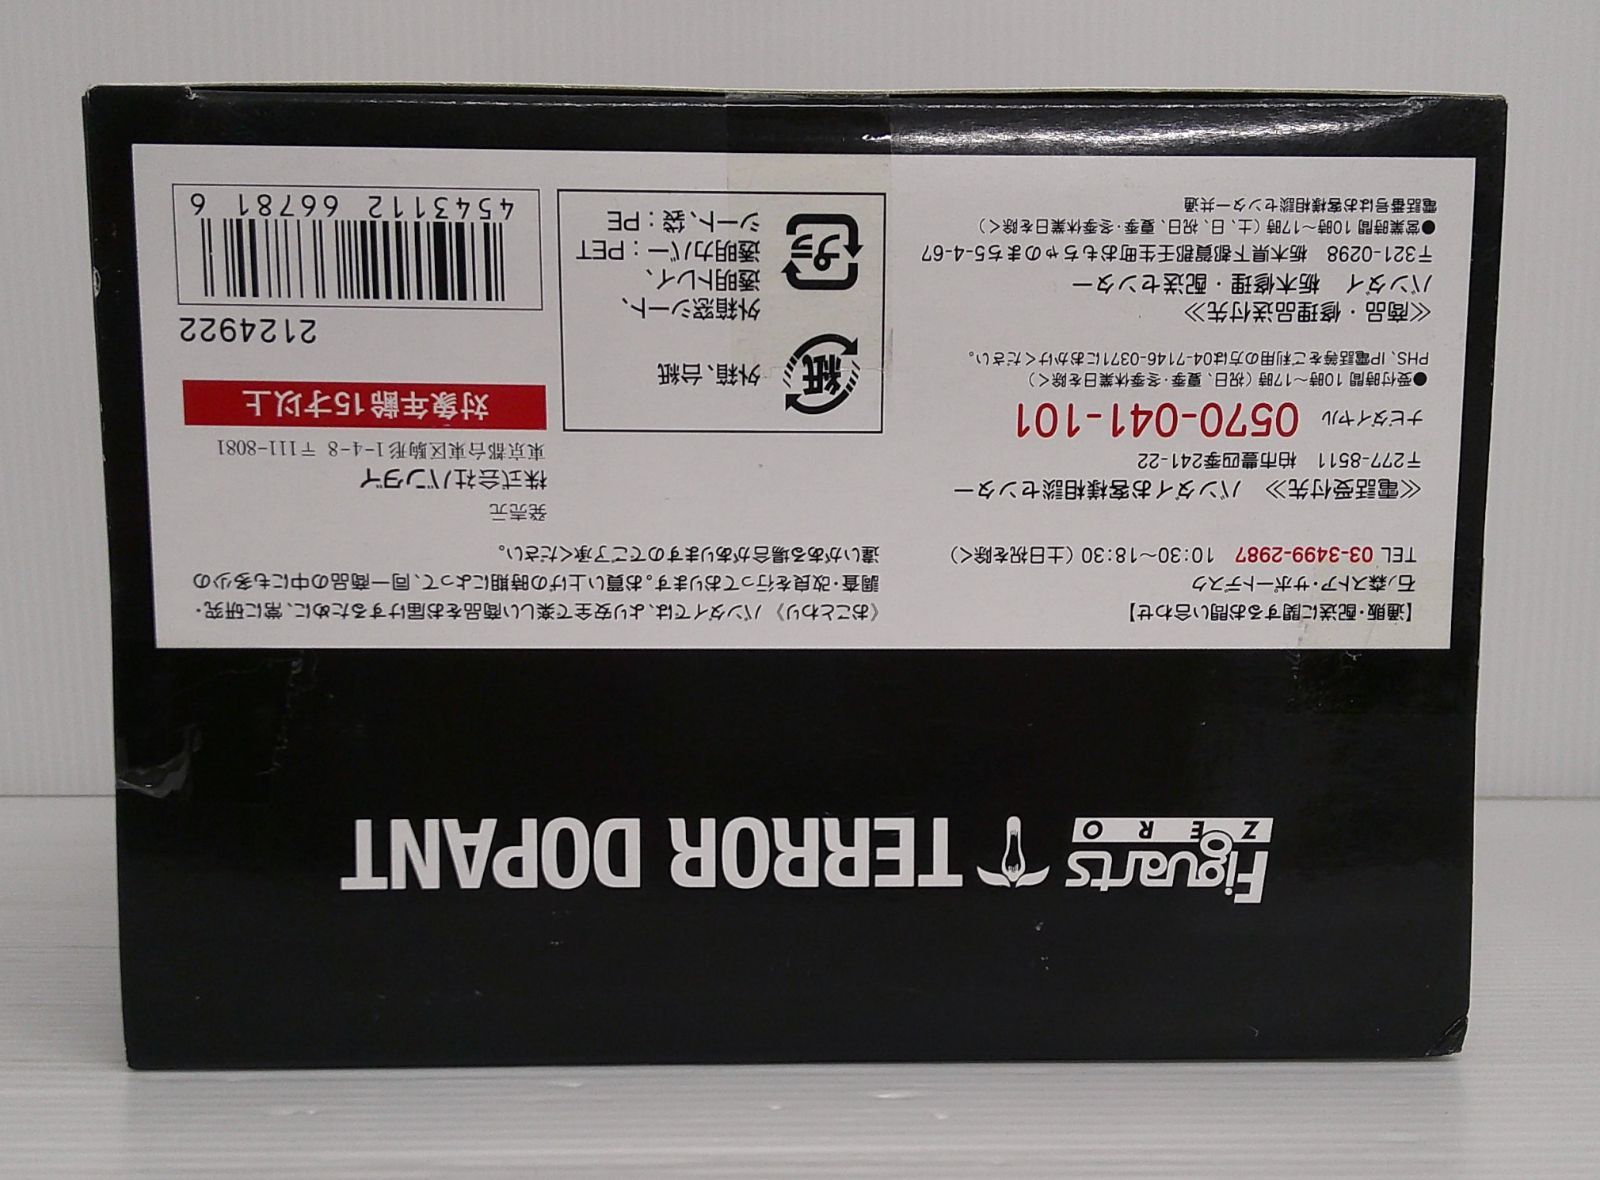 Figuarts
ZERO
TERROR DOPANT
【通販・配送に関するお問い合わせ】
石ノ森ストア・サポートデスク
TEL 03-3499-2987 10:30～18:30（土日祝を除く）
≪電話受付先≫ バンダイお客様相談センター
〒277-8511 柏市豊四季241-22
ナビダイヤル 0570-041-101
●受付時間 10時～17時（祝日、夏季・冬季休業日を除く）
PHS、IP電話等をご利用の方は04-7146-0371におかけください。
≪商品・修理品送付先≫
バンダイ 栃木修理・配送センター
〒321-0298 栃木県下都賀郡壬生町おもちゃのまち5-4-67
●営業時間 10時～17時（土、日、祝日、夏季・冬季休業日を除く）
電話番号はお客様相談センター共通
《おことわり》バンダイでは、より安全で楽しい商品をお届けするために、常に研究・
調査・改良を行っております。お買い上げの時期によって、同一商品の中にも多少の
違いがある場合がありますのでご了承ください。
発売元
株式会社バンダイ
東京都台東区駒形1-4-8 〒111-8081
対象年齢15才以上
紙
外箱、台紙
プラ
外箱窓シート、
透明トレイ、
透明カバー：PET
シート、袋：PE
2124922
4 543112 667816